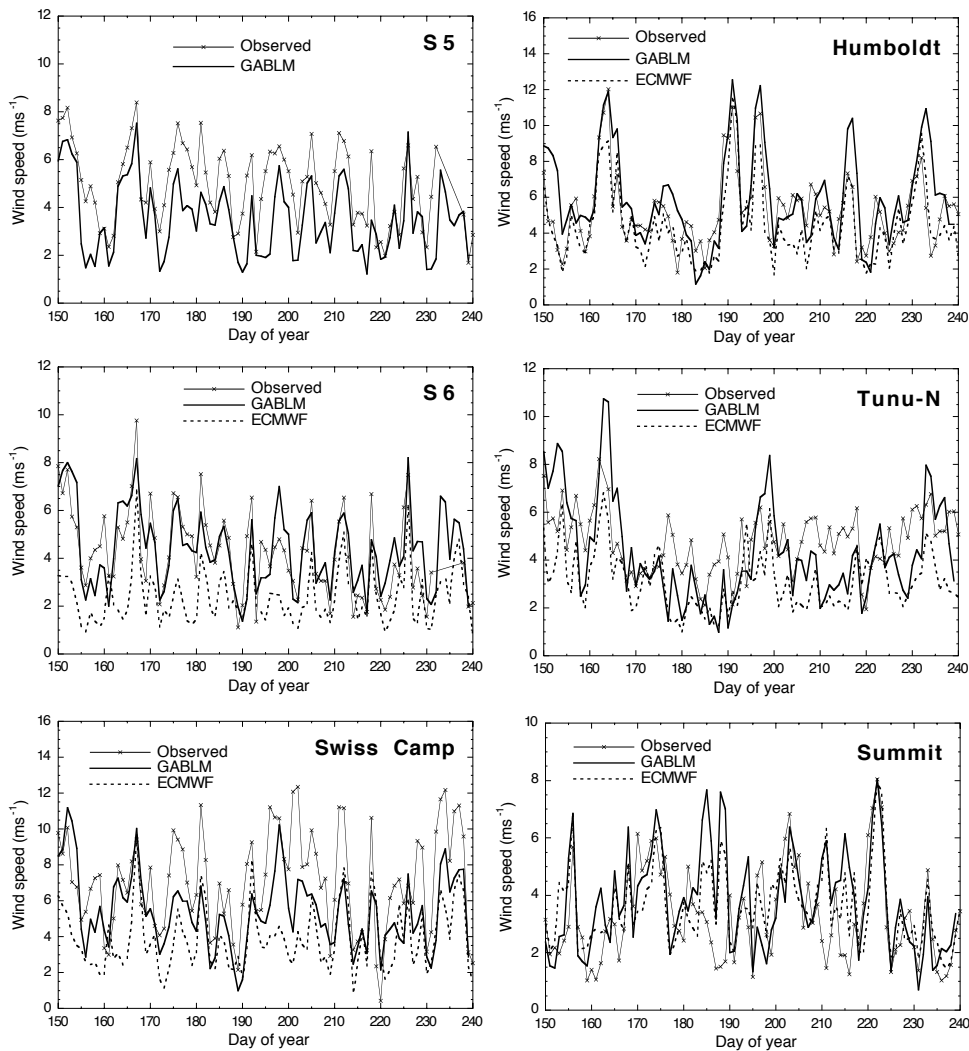 S 5
Observed
GABLM
Wind speed (ms⁻¹)
12
10
8
6
4
2
0
150 160 170 180 190 200 210 220 230 240
Day of year
Humboldt
Observed
GABLM
ECMWF
Wind speed (ms⁻¹)
16
14
12
10
8
6
4
2
0
150 160 170 180 190 200 210 220 230 240
Day of year
S 6
Observed
GABLM
ECMWF
Wind speed (ms⁻¹)
12
10
8
6
4
2
0
150 160 170 180 190 200 210 220 230 240
Day of year
Tunu-N
Observed
GABLM
ECMWF
Wind speed (ms⁻¹)
12
10
8
6
4
2
0
150 160 170 180 190 200 210 220 230 240
Day of year
Swiss Camp
Observed
GABLM
ECMWF
Wind speed (ms⁻¹)
16
14
12
10
8
6
4
2
0
150 160 170 180 190 200 210 220 230 240
Day of year
Summit
Observed
GABLM
ECMWF
Wind speed (ms⁻¹)
10
8
6
4
2
0
150 160 170 180 190 200 210 220 230 240
Day of year